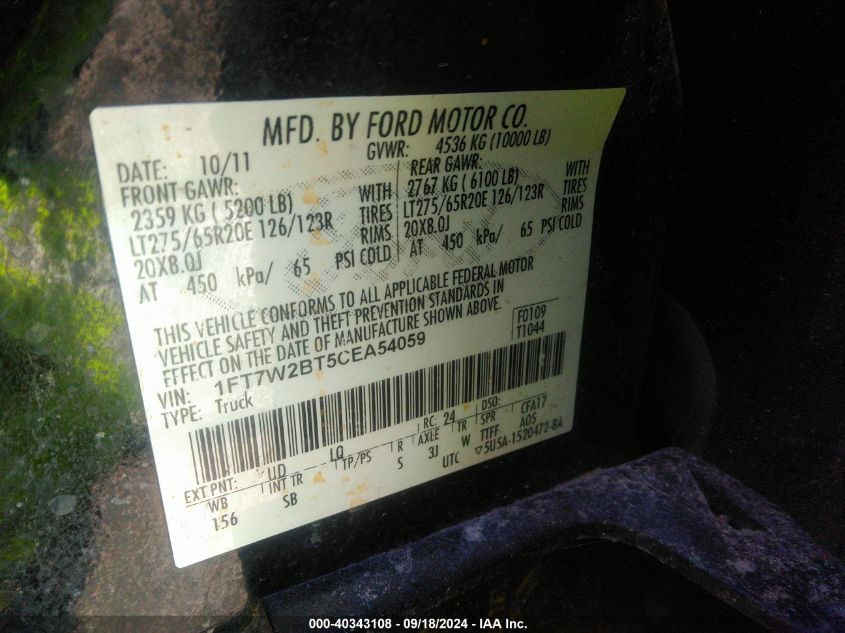 MFD. BY FORD MOTOR CO.
DATE: 10/11 GVWR: 4536 KG (10000 LB)
FRONT GAWR: REAR GAWR:
2359 KG ( 5200 LB) WITH 2767 KG ( 6100 LB) WITH
LT275/65R20E 126/123R TIRES LT275/65R20E 126/123R TIRES
20X8.0J RIMS 20X8.0J RIMS
AT 450 kPa/ 65 PSI COLD AT 450 kPa/ 65 PSI COLD
THIS VEHICLE CONFORMS TO ALL APPLICABLE FEDERAL MOTOR
VEHICLE SAFETY AND THEFT PREVENTION STANDARDS IN
EFFECT ON THE DATE OF MANUFACTURE SHOWN ABOVE.
VIN: 1FT7W2BT5CEA54059 F0109
TYPE: Truck T1044
EXT PNT: UD LQ RC: 24 DSO: CFA17
WB INT TR TP/PS R AXLE TR SPR A05
156 SB S 3J W TTFF
UTC ▽5U5A-1520472-BA
000-40343108 - 09/18/2024 - IAA Inc.